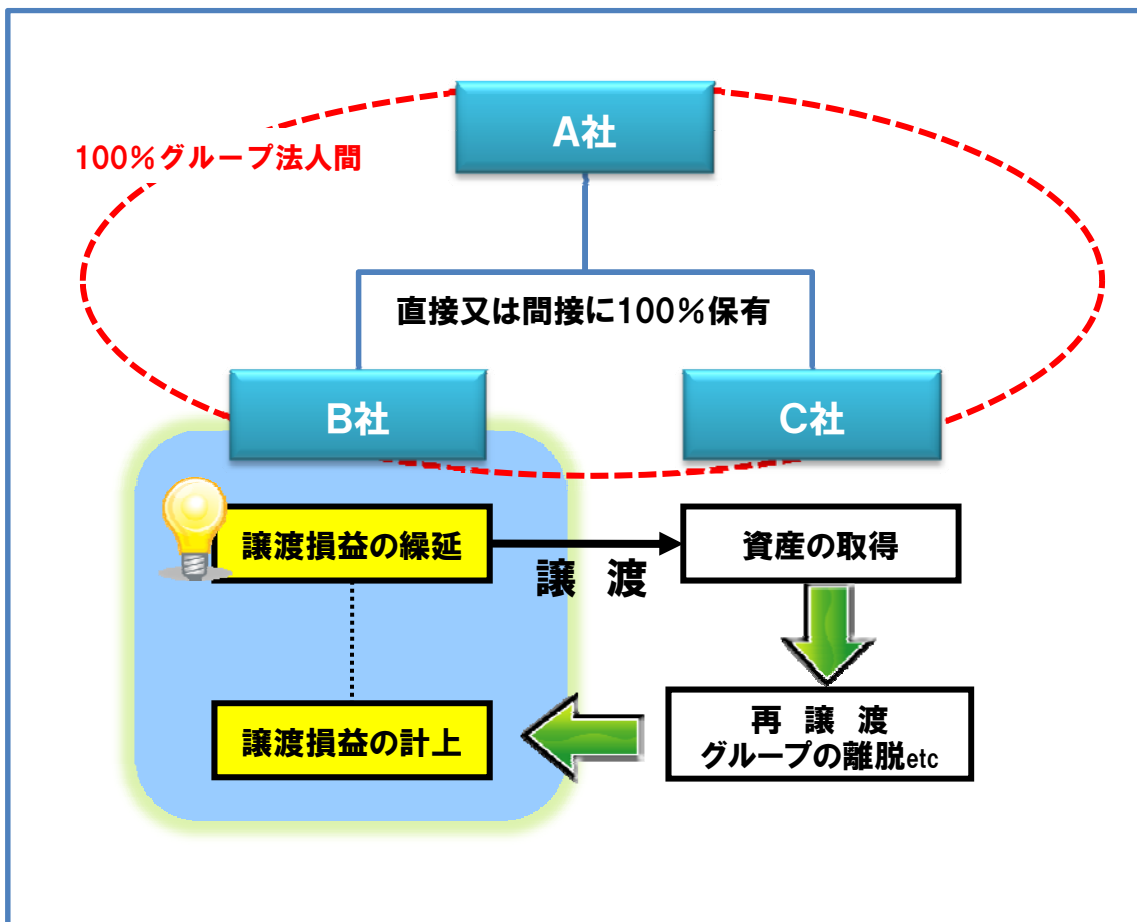 A社
100%グループ法人間
直接又は間接に100%保有
B社
C社
譲渡損益の繰延
譲 渡
資産の取得
譲渡損益の計上
再 譲 渡
グループの離脱etc